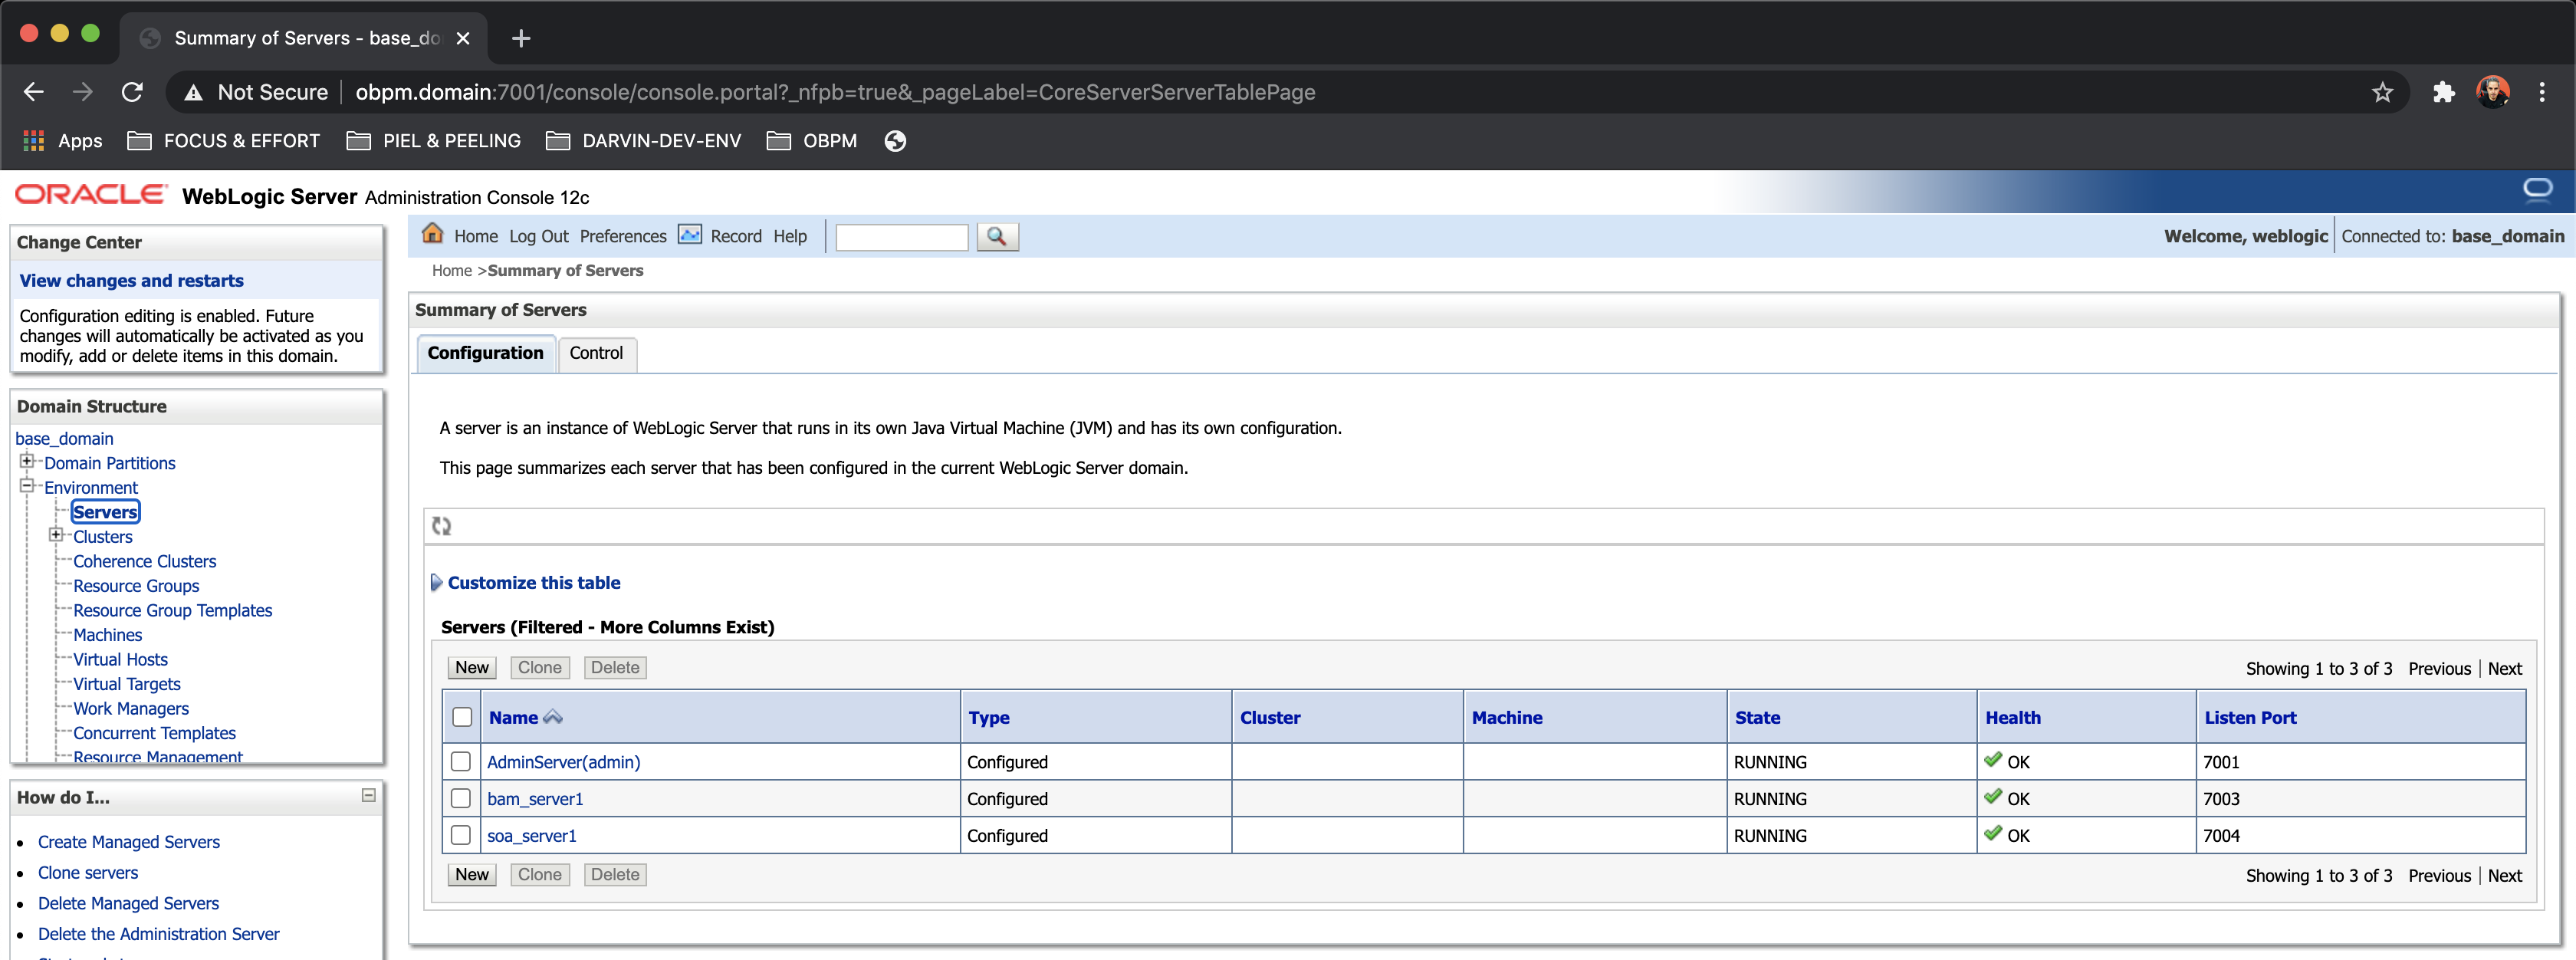 Summary of Servers - base_do
Not Secure | obpm.domain:7001/console/console.portal?_nfpb=true&_pageLabel=CoreServerServerTablePage
Apps FOCUS & EFFORT PIEL & PEELING DARVIN-DEV-ENV OBPM
ORACLE WebLogic Server Administration Console 12c
Change Center
View changes and restarts
Configuration editing is enabled. Future
changes will automatically be activated as you
modify, add or delete items in this domain.
Domain Structure
base_domain
Domain Partitions
Environment
Servers
Clusters
Coherence Clusters
Resource Groups
Resource Group Templates
Machines
Virtual Hosts
Virtual Targets
Work Managers
Concurrent Templates
Resource Management
How do I...
Create Managed Servers
Clone servers
Delete Managed Servers
Delete the Administration Server
Home Log Out Preferences Record Help
Welcome, weblogic Connected to: base_domain
Home >Summary of Servers
Summary of Servers
Configuration Control
A server is an instance of WebLogic Server that runs in its own Java Virtual Machine (JVM) and has its own configuration.
This page summarizes each server that has been configured in the current WebLogic Server domain.
Customize this table
Servers (Filtered - More Columns Exist)
New Clone Delete Showing 1 to 3 of 3 Previous | Next
Name Type Cluster Machine State Health Listen Port
AdminServer(admin) Configured RUNNING OK 7001
bam_server1 Configured RUNNING OK 7003
soa_server1 Configured RUNNING OK 7004
New Clone Delete Showing 1 to 3 of 3 Previous | Next